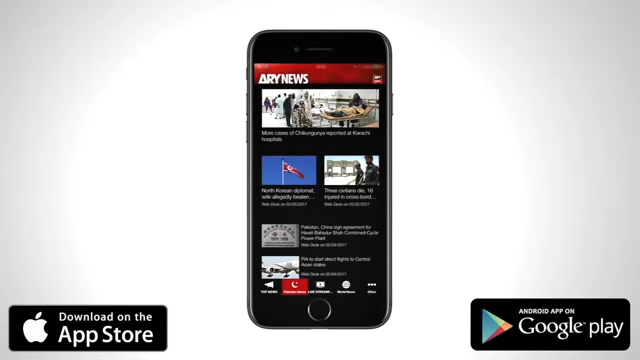 ARY NEWS
More cases of Chikungunya reported at Karachi
hospitals
North Korean diplomat,
wife allegedly beaten...
Web Desk on 05/05/2017
Three civilians die, 16
injured in cross-bord...
Web Desk on 05/05/2017
Pakistan, China sign agreement for
Haveli Bahadur Shah Combined-Cycle
Power Plant
Web Desk on 05/04/2017
PIA to start direct flights to Central
Asian states
Web Desk on 05/04/2017
TOP NEWS
Pakistan News
LIVE STREAMI...
World News
Other
Download on the
App Store
ANDROID APP ON
Google play